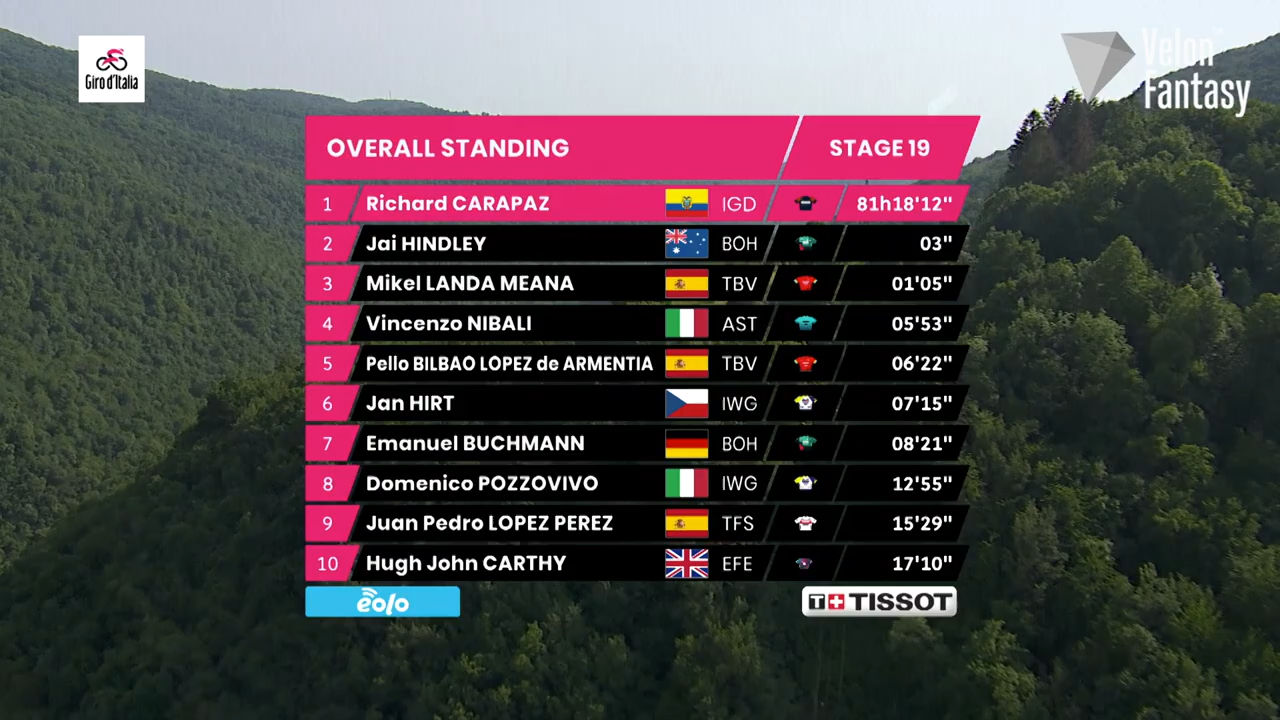 Giro d'Italia
Velon
Fantasy
OVERALL STANDING STAGE 19
1 Richard CARAPAZ IGD 81h18'12"
2 Jai HINDLEY BOH 03"
3 Mikel LANDA MEANA TBV 01'05"
4 Vincenzo NIBALI AST 05'53"
5 Pello BILBAO LOPEZ de ARMENTIA TBV 06'22"
6 Jan HIRT IWG 07'15"
7 Emanuel BUCHMANN BOH 08'21"
8 Domenico POZZOVIVO IWG 12'55"
9 Juan Pedro LOPEZ PEREZ TFS 15'29"
10 Hugh John CARTHY EFE 17'10"
eolo T+ TISSOT